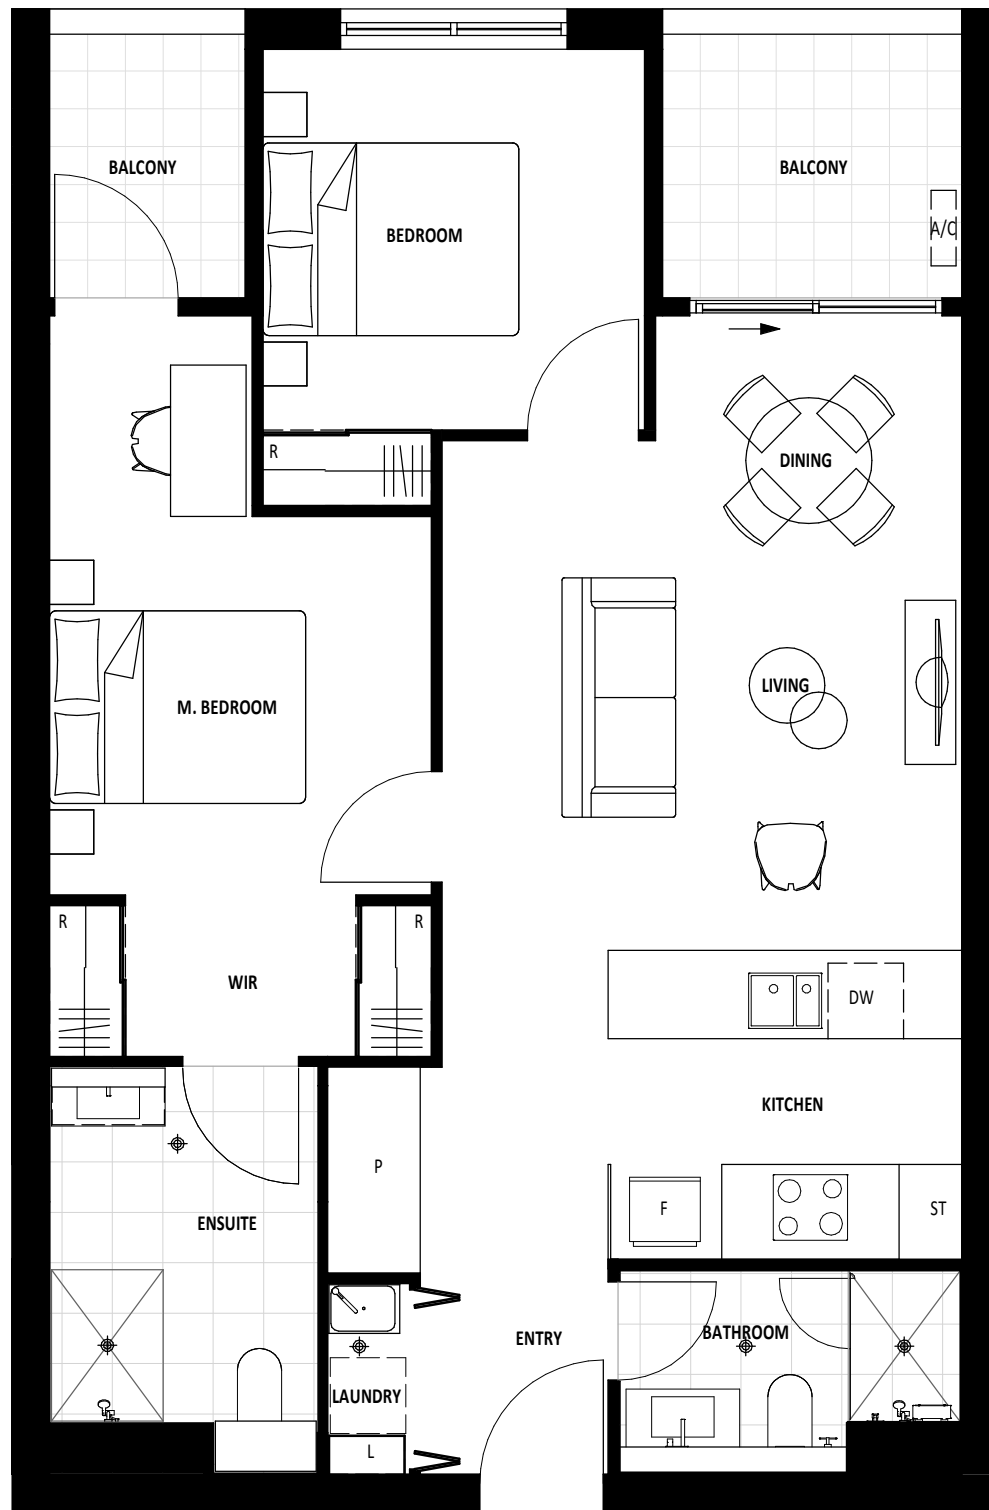 BALCONY
BALCONY
A/C
BEDROOM
R
DINING
LIVING
M. BEDROOM
R
R
WIR
DW
KITCHEN
P
F
ST
ENSUITE
ENTRY
BATHROOM
LAUNDRY
L